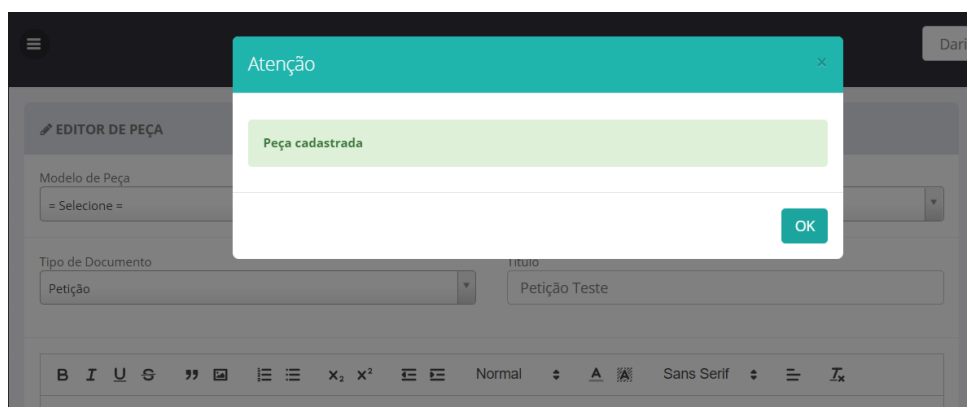 Atenção
×
Dari
EDITOR DE PEÇA
Peça cadastrada
Modelo de Peça
= Selecione =
OK
Tipo de Documento
Título
Petição
Petição Teste
B I U S X₂ X² Normal A A Sans Serif Tx